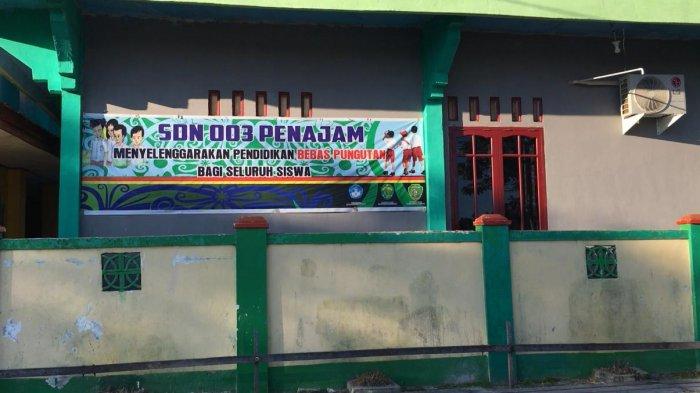 SDN 003 PENAJAM
MENYELENGGARAKAN PENDIDIKAN BEBAS PUNGUTAN
BAGI SELURUH SISWA